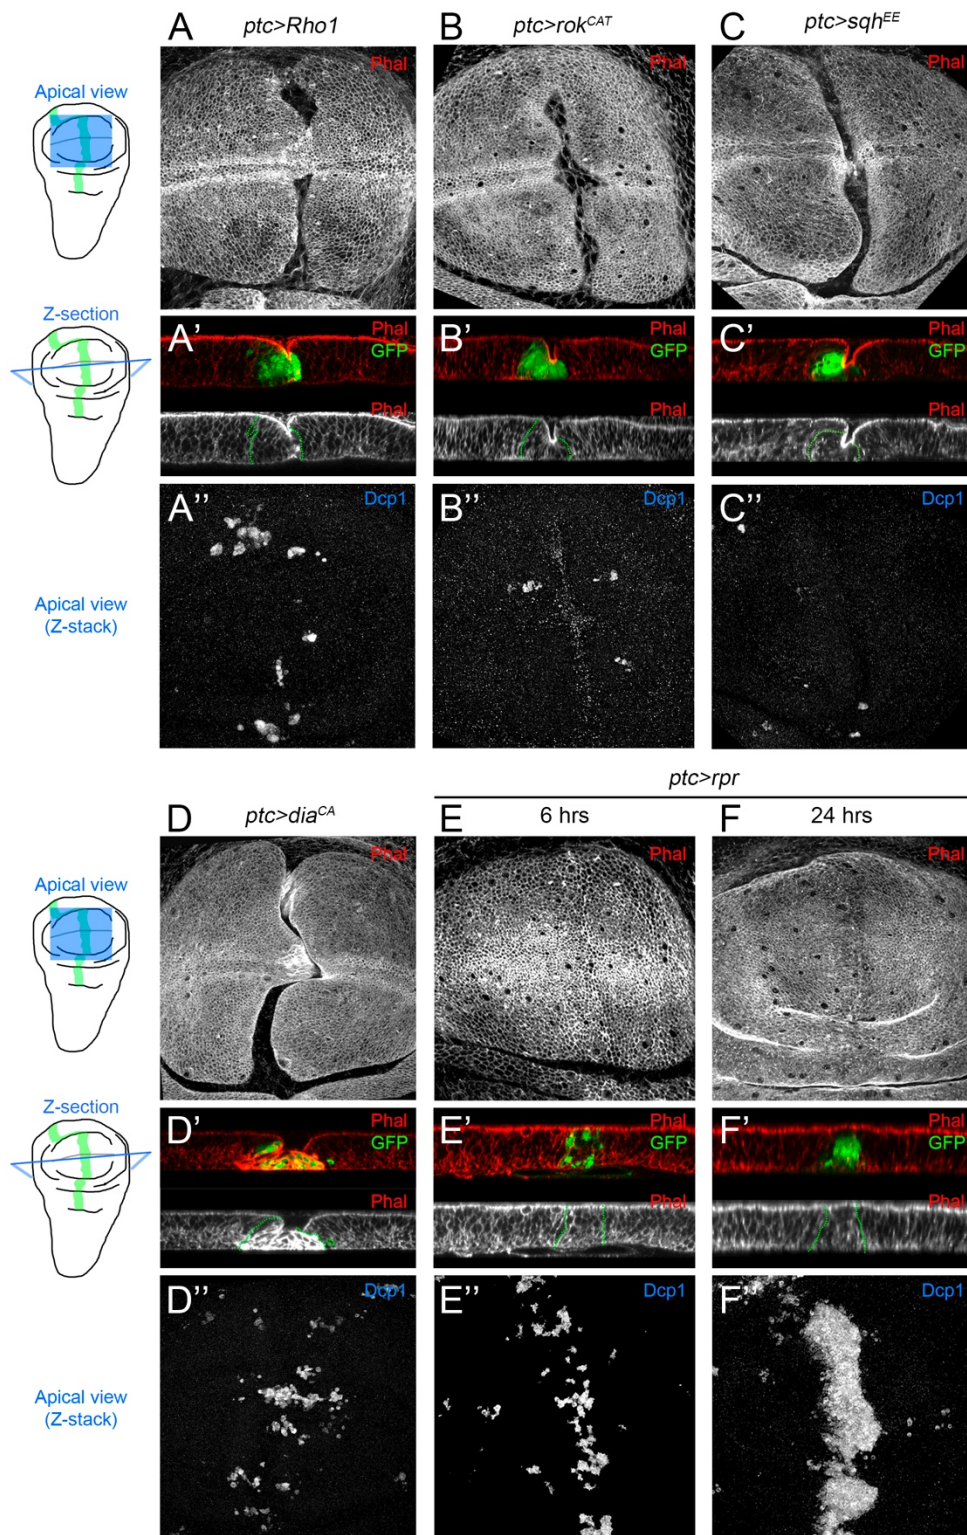 A
ptc>Rho1
B
ptc>rok^CAT
C
ptc>sqh^EE
Apical view
Phal
Phal
Phal
Z-section
A'
Phal
GFP
B'
Phal
GFP
C'
Phal
GFP
Phal
Phal
Phal
A''
Dcp1
B''
Dcp1
C''
Dcp1
Apical view
(Z-stack)
ptc>rpr
D
ptc>dia^CA
E
6 hrs
F
24 hrs
Apical view
Phal
Phal
Phal
Z-section
D'
Phal
GFP
E'
Phal
GFP
F'
Phal
GFP
Phal
Phal
Phal
D''
Dcp1
E''
Dcp1
F''
Dcp1
Apical view
(Z-stack)